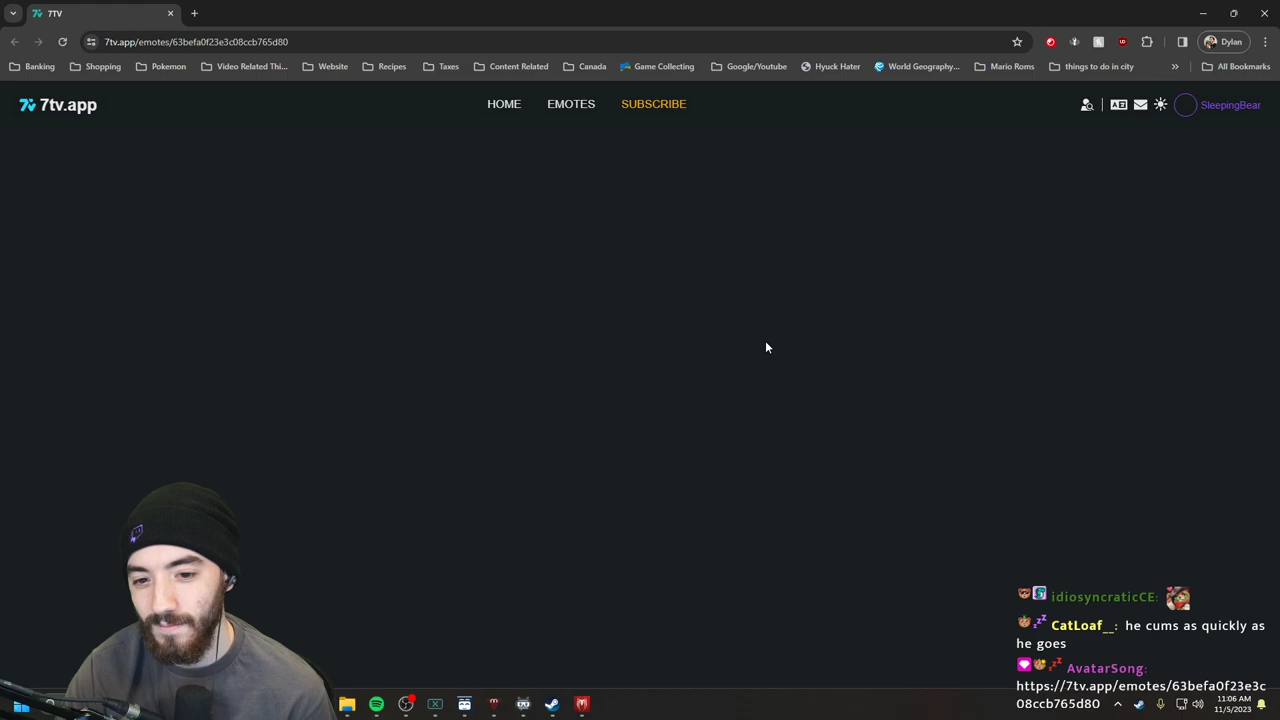 7TV
7tv.app/emotes/63befa0f23e3c08ccb765d80
Dylan
Banking Shopping Pokemon Video Related Thi... Website Recipes Taxes Content Related Canada Game Collecting Google/Youtube Hyuck Hater World Geography... Mario Roms things to do in city » All Bookmarks
7tv.app HOME EMOTES SUBSCRIBE SleepingBear
idiosyncraticCE:
CatLoaf__: he cums as quickly as
he goes
AvatarSong:
https://7tv.app/emotes/63befa0f23e3c
08ccb765d80
11:06 AM
11/5/2023